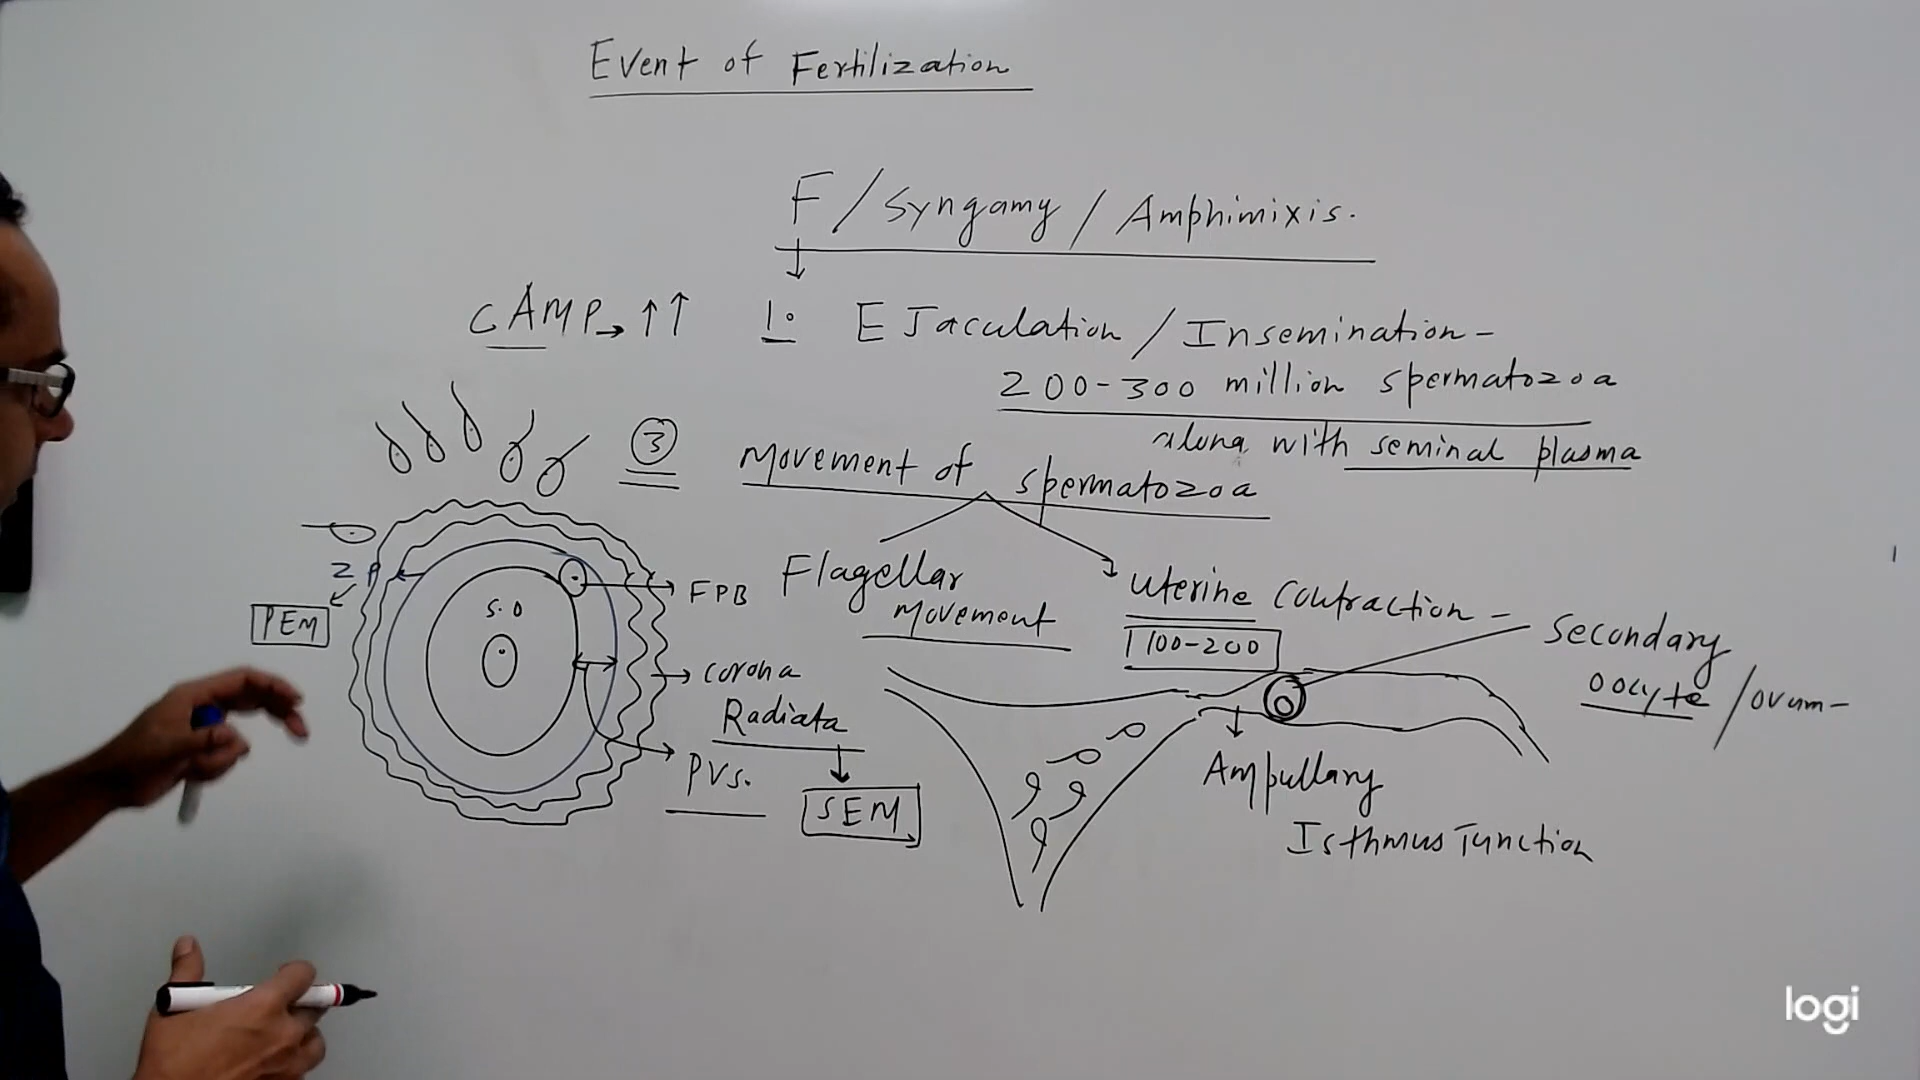 Event of Fertilization
F / Syngamy / Amphimixis.
cAMP → ↑↑ 1: EJaculation / Insemination -
200-300 million spermatozoa
along with seminal plasma
③ Movement of spermatozoa
Flagellar Movement
Uterine Contraction -
100-200
Secondary
oocyte / ovum -
Ampullary
Isthmus Junction
ZP
PEM
S.O
FPB
Corona
Radiata
SEM
PVS.
logi